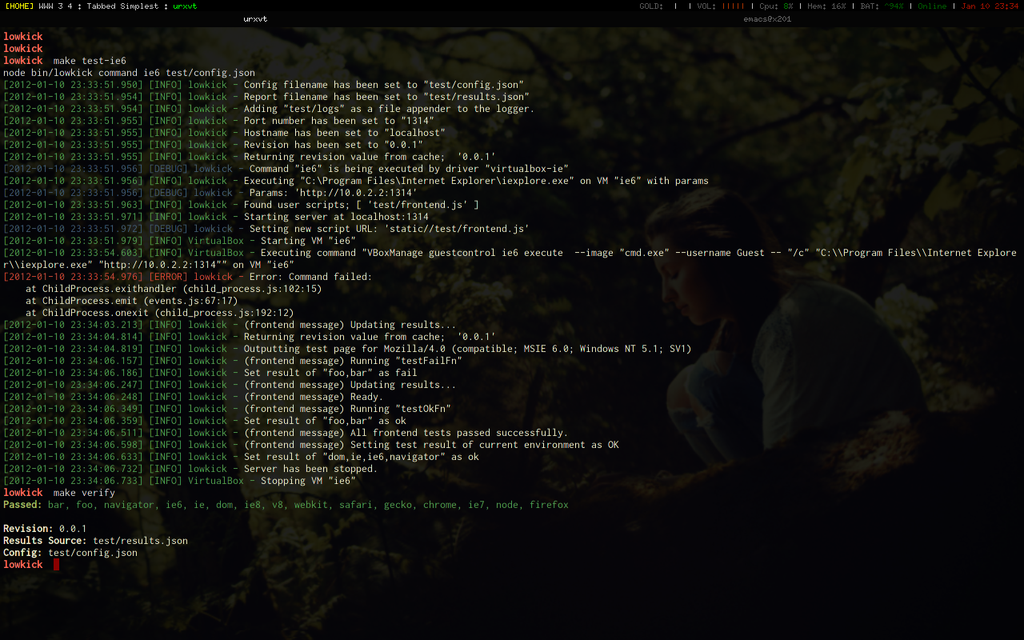 [HOME] WWW 3 4 : Tabbed Simplest : urxvt GOLD: | | VOL: ||||| | Cpu: 8% | Mem: 16% | BAT: ^94% | Online | Jan 10 23:34
urxvt emacs@x201
lowkick
lowkick
lowkick make test-ie6
node bin/lowkick command ie6 test/config.json
[2012-01-10 23:33:51.950] [INFO] lowkick - Config filename has been set to "test/config.json"
[2012-01-10 23:33:51.954] [INFO] lowkick - Report filename has been set to "test/results.json"
[2012-01-10 23:33:51.954] [INFO] lowkick - Adding "test/logs" as a file appender to the logger.
[2012-01-10 23:33:51.955] [INFO] lowkick - Port number has been set to "1314"
[2012-01-10 23:33:51.955] [INFO] lowkick - Hostname has been set to "localhost"
[2012-01-10 23:33:51.955] [INFO] lowkick - Revision has been set to "0.0.1"
[2012-01-10 23:33:51.955] [INFO] lowkick - Returning revision value from cache; '0.0.1'
[2012-01-10 23:33:51.956] [DEBUG] lowkick - Command "ie6" is being executed by driver "virtualbox-ie"
[2012-01-10 23:33:51.956] [INFO] lowkick - Executing "C:\Program Files\Internet Explorer\iexplore.exe" on VM "ie6" with params
[2012-01-10 23:33:51.956] [DEBUG] lowkick - Params: 'http://10.0.2.2:1314'
[2012-01-10 23:33:51.963] [INFO] lowkick - Found user scripts; [ 'test/frontend.js' ]
[2012-01-10 23:33:51.971] [INFO] lowkick - Starting server at localhost:1314
[2012-01-10 23:33:51.972] [DEBUG] lowkick - Setting new script URL: 'static//test/frontend.js'
[2012-01-10 23:33:51.979] [INFO] VirtualBox - Starting VM "ie6"
[2012-01-10 23:33:54.603] [INFO] VirtualBox - Executing command "VBoxManage guestcontrol ie6 execute --image "cmd.exe" --username Guest -- "/c" "C:\\Program Files\\Internet Explore
r\\iexplore.exe" "http://10.0.2.2:1314"" on VM "ie6"
[2012-01-10 23:33:54.976] [ERROR] lowkick - Error: Command failed:
at ChildProcess.exithandler (child_process.js:102:15)
at ChildProcess.emit (events.js:67:17)
at ChildProcess.onexit (child_process.js:192:12)
[2012-01-10 23:34:03.213] [INFO] lowkick - (frontend message) Updating results...
[2012-01-10 23:34:04.814] [INFO] lowkick - Returning revision value from cache; '0.0.1'
[2012-01-10 23:34:04.819] [INFO] lowkick - Outputting test page for Mozilla/4.0 (compatible; MSIE 6.0; Windows NT 5.1; SV1)
[2012-01-10 23:34:06.157] [INFO] lowkick - (frontend message) Running "testFailFn"
[2012-01-10 23:34:06.186] [INFO] lowkick - Set result of "foo,bar" as fail
[2012-01-10 23:34:06.247] [INFO] lowkick - (frontend message) Updating results...
[2012-01-10 23:34:06.248] [INFO] lowkick - (frontend message) Ready.
[2012-01-10 23:34:06.349] [INFO] lowkick - (frontend message) Running "testOkFn"
[2012-01-10 23:34:06.359] [INFO] lowkick - Set result of "foo,bar" as ok
[2012-01-10 23:34:06.511] [INFO] lowkick - (frontend message) All frontend tests passed successfully.
[2012-01-10 23:34:06.598] [INFO] lowkick - (frontend message) Setting test result of current environment as OK
[2012-01-10 23:34:06.633] [INFO] lowkick - Set result of "dom,ie,ie6,navigator" as ok
[2012-01-10 23:34:06.732] [INFO] lowkick - Server has been stopped.
[2012-01-10 23:34:06.733] [INFO] VirtualBox - Stopping VM "ie6"
lowkick make verify
Passed: bar, foo, navigator, ie6, ie, dom, ie8, v8, webkit, safari, gecko, chrome, ie7, node, firefox
Revision: 0.0.1
Results Source: test/results.json
Config: test/config.json
lowkick